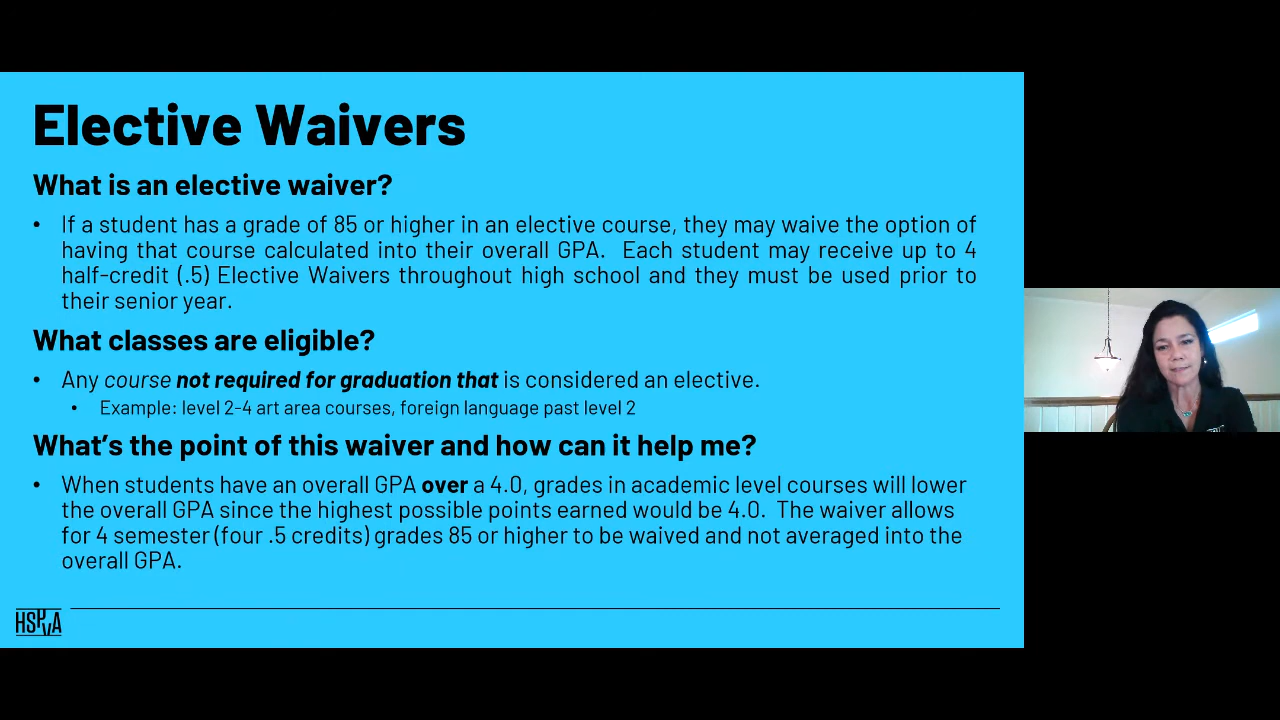 Elective Waivers
What is an elective waiver?
• If a student has a grade of 85 or higher in an elective course, they may waive the option of
having that course calculated into their overall GPA. Each student may receive up to 4
half-credit (.5) Elective Waivers throughout high school and they must be used prior to
their senior year.
What classes are eligible?
• Any course not required for graduation that is considered an elective.
• Example: level 2-4 art area courses, foreign language past level 2
What's the point of this waiver and how can it help me?
• When students have an overall GPA over a 4.0, grades in academic level courses will lower
the overall GPA since the highest possible points earned would be 4.0. The waiver allows
for 4 semester (four .5 credits) grades 85 or higher to be waived and not averaged into the
overall GPA.
HSPVA